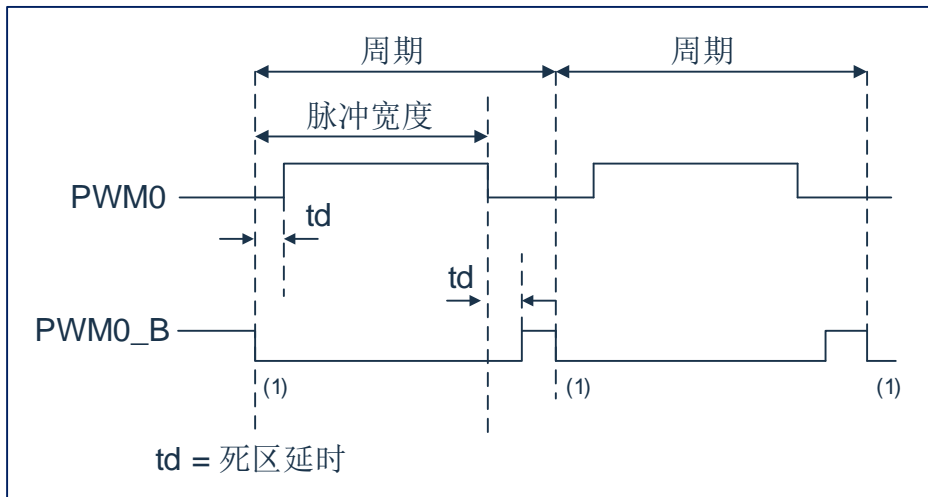 周期 周期
脉冲宽度
PWM0
td
td
PWM0_B
(1) (1) (1)
td = 死区延时